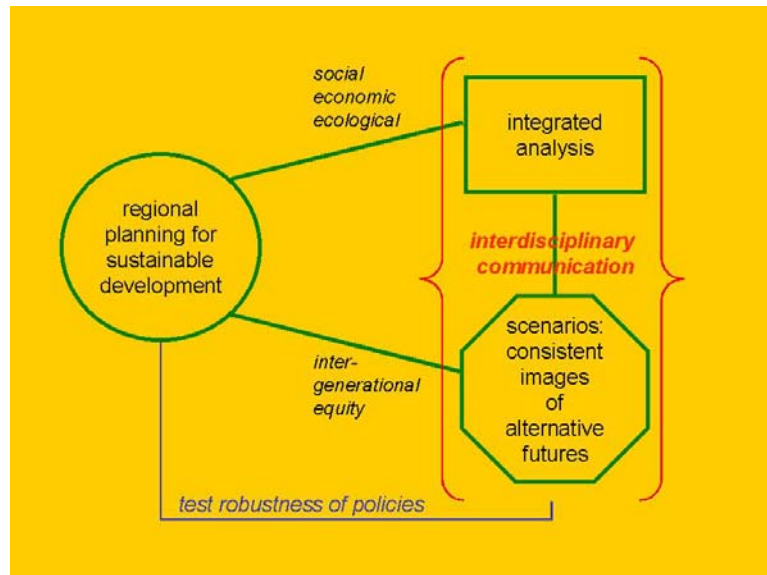 social
economic
ecological
integrated
analysis
regional
planning for
sustainable
development
interdisciplinary
communication
inter-
generational
equity
scenarios:
consistent
images
of
alternative
futures
test robustness of policies